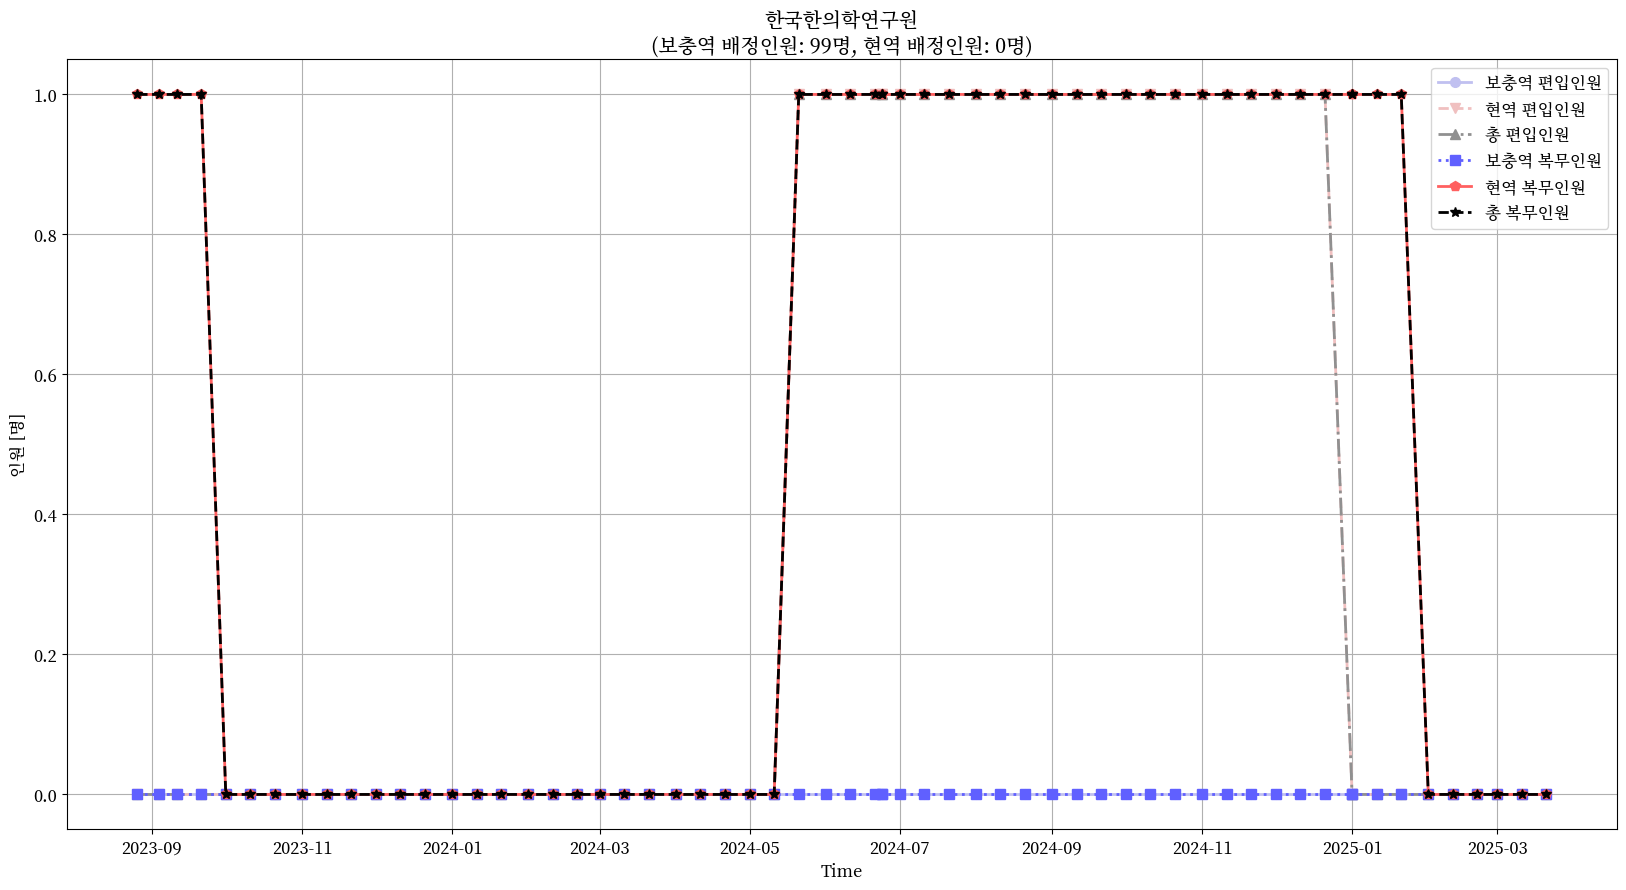 한국한의학연구원
(보충역 배정인원: 99명, 현역 배정인원: 0명)
보충역 편입인원
현역 편입인원
총 편입인원
보충역 복무인원
현역 복무인원
총 복무인원
인원 [명]
1.0
0.8
0.6
0.4
0.2
0.0
2023-09
2023-11
2024-01
2024-03
2024-05
2024-07
2024-09
2024-11
2025-01
2025-03
Time